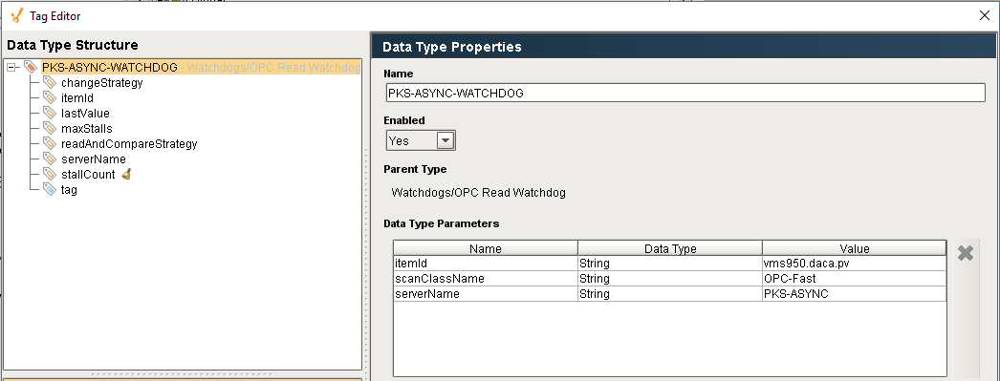 Tag Editor
Data Type Structure
PKS-ASYNC-WATCHDOG - Watchdogs/OPC Read Watchdog
changeStrategy
itemId
lastValue
maxStalls
readAndCompareStrategy
serverName
stallCount
tag
Data Type Properties
Name
PKS-ASYNC-WATCHDOG
Enabled
Yes
Parent Type
Watchdogs/OPC Read Watchdog
Data Type Parameters
Name Data Type Value
itemId String vms950.daca.pv
scanClassName String OPC-Fast
serverName String PKS-ASYNC